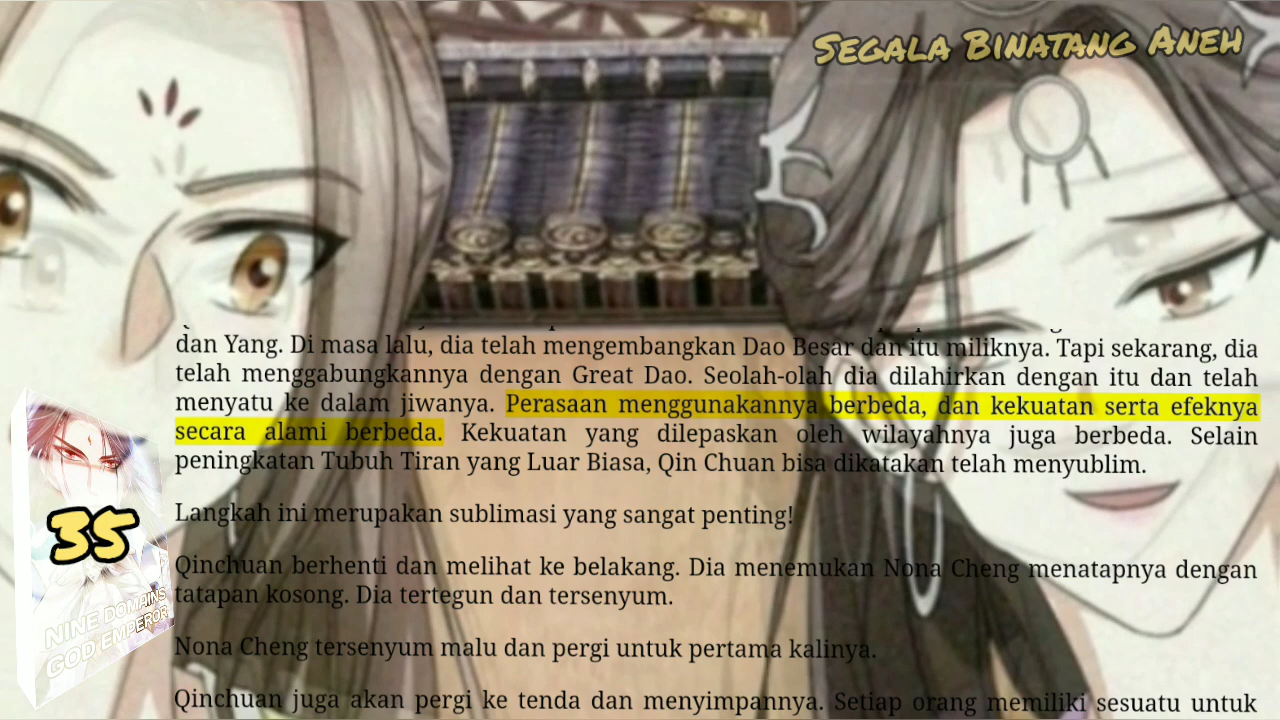 Segala Binatang Aneh
dan Yang. Di masa lalu, dia telah mengembangkan Dao Besar dan itu miliknya. Tapi sekarang, dia
telah menggabungkannya dengan Great Dao. Seolah-olah dia dilahirkan dengan itu dan telah
menyatu ke dalam jiwanya. Perasaan menggunakannya berbeda, dan kekuatan serta efeknya
secara alami berbeda. Kekuatan yang dilepaskan oleh wilayahnya juga berbeda. Selain
peningkatan Tubuh Tiran yang Luar Biasa, Qin Chuan bisa dikatakan telah menyublim.
Langkah ini merupakan sublimasi yang sangat penting!
Qinchuan berhenti dan melihat ke belakang. Dia menemukan Nona Cheng menatapnya dengan
tatapan kosong. Dia tertegun dan tersenyum.
Nona Cheng tersenyum malu dan pergi untuk pertama kalinya.
Qinchuan juga akan pergi ke tenda dan menyimpannya. Setiap orang memiliki sesuatu untuk
35
NINE DOMAINS
GOD EMPEROR